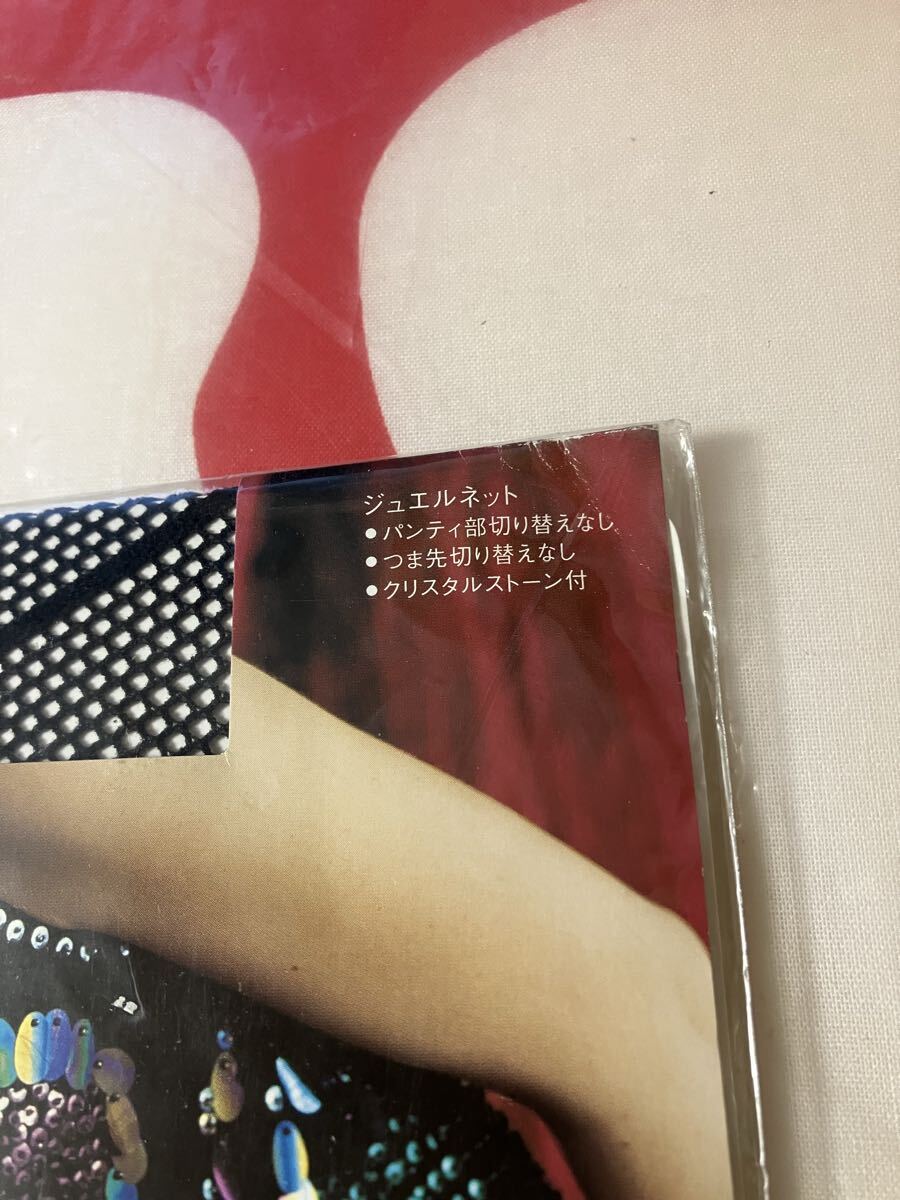 ジュエルネット
●パンティ部切り替えなし
●つま先切り替えなし
●クリスタルストーン付